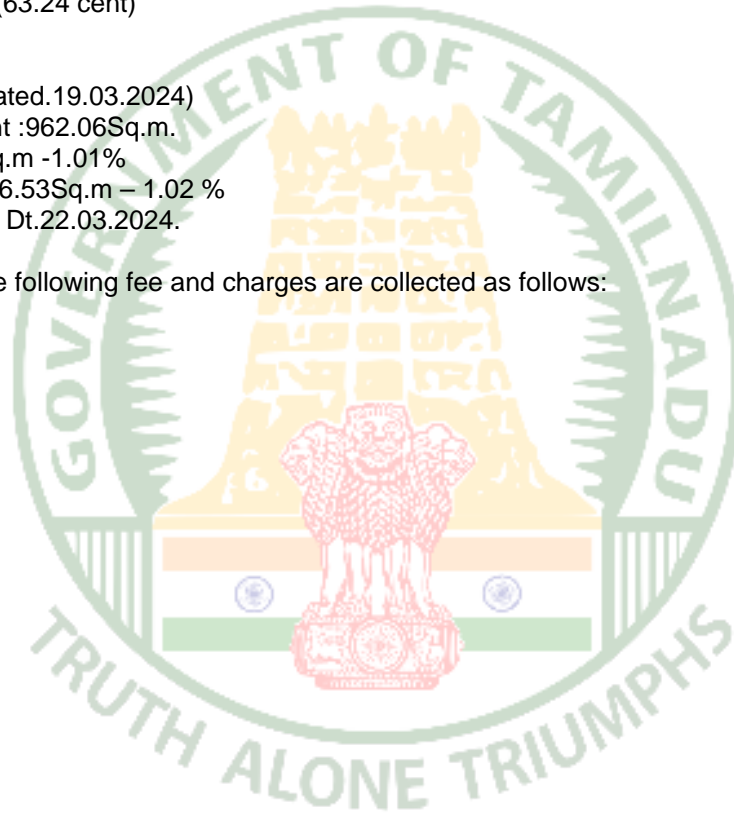 (63.24 cent)
ated.19.03.2024)
nt :962.06Sq.m.
q.m -1.01%
6.53Sq.m – 1.02 %
Dt.22.03.2024.
e following fee and charges are collected as follows:
GOVERNMENT OF TAMILNADU
TRUTH ALONE TRIUMPHS